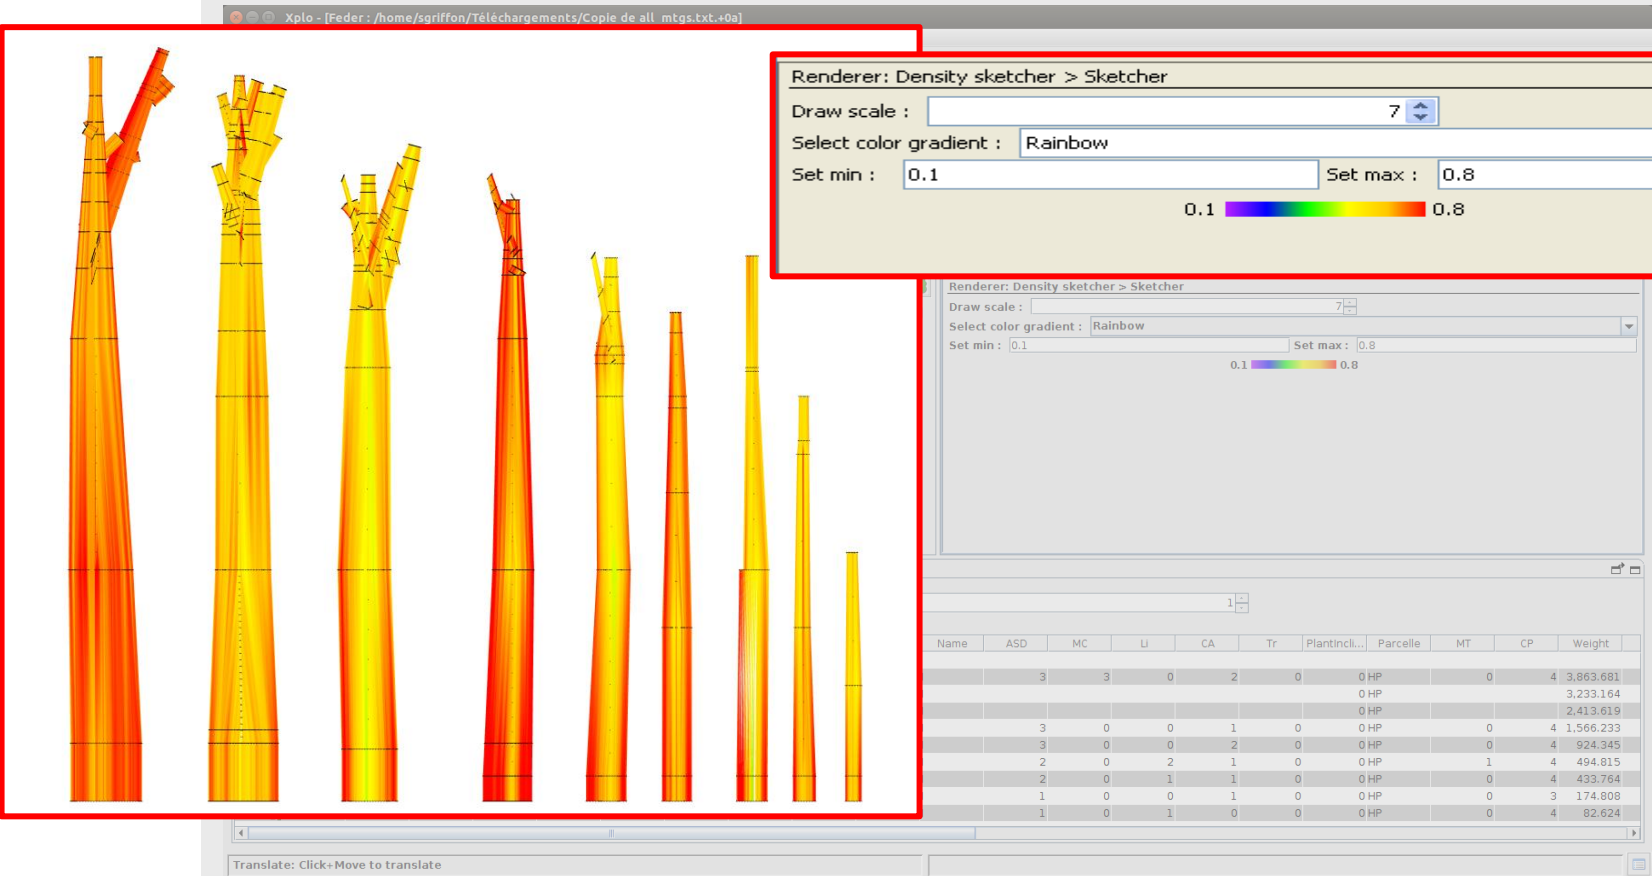 Xplo - [Feder : /home/sgriffon/Téléchargements/Copie de all_mtgs.txt.+0a]
Renderer: Density sketcher > Sketcher
Draw scale : 7
Select color gradient : Rainbow
Set min : 0.1 Set max : 0.8
0.1 0.8
Renderer: Density sketcher > Sketcher
Draw scale : 7
Select color gradient : Rainbow
Set min : 0.1 Set max : 0.8
0.1 0.8
1
Name ASD MC Li CA Tr PlantIncli... Parcelle MT CP Weight
3 3 0 2 0 0 HP 0 4 3,863.681
0 HP 3,233.164
0 HP 2,413.619
3 0 0 1 0 0 HP 0 4 1,566.233
3 0 0 2 0 0 HP 0 4 924.345
2 0 2 1 0 0 HP 1 4 494.815
2 0 1 1 0 0 HP 0 4 433.764
1 0 0 1 0 0 HP 0 3 174.808
1 0 1 0 0 0 HP 0 4 82.624
Translate: Click+Move to translate